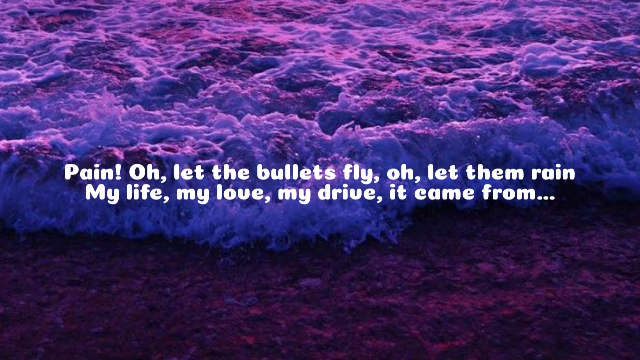 Pain! Oh, let the bullets fly, oh, let them rain
My life, my love, my drive, it came from...